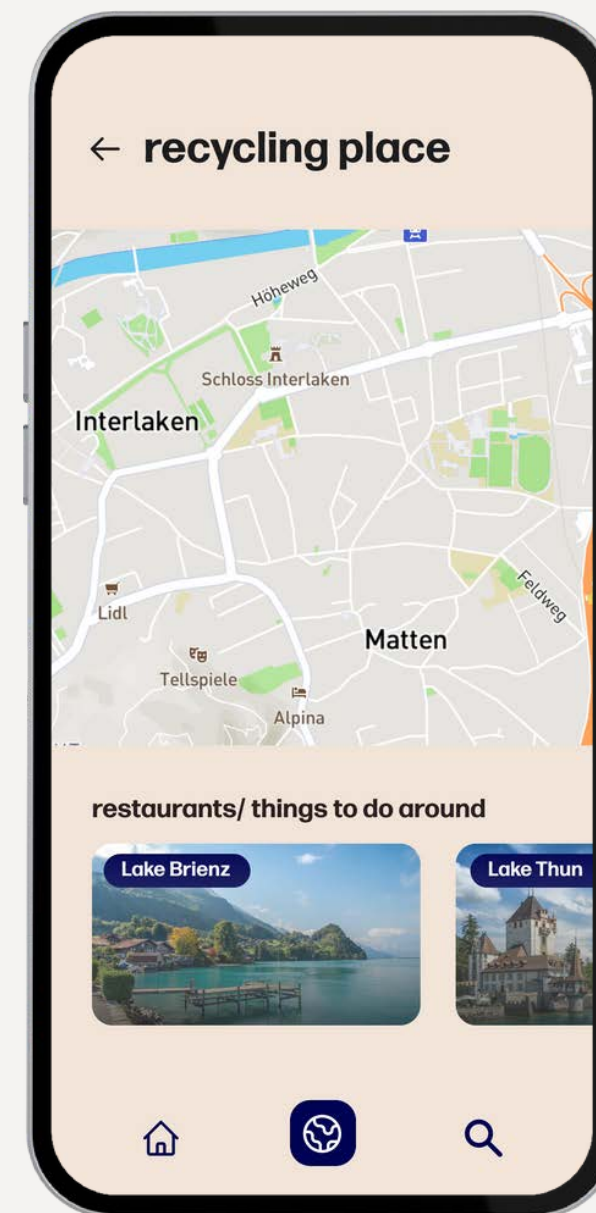 ← recycling place
Höheweg
Schloss Interlaken
Interlaken
Feldweg
Lidl
Matten
Tellspiele
Alpina
restaurants/ things to do around
Lake Brienz
Lake Thun